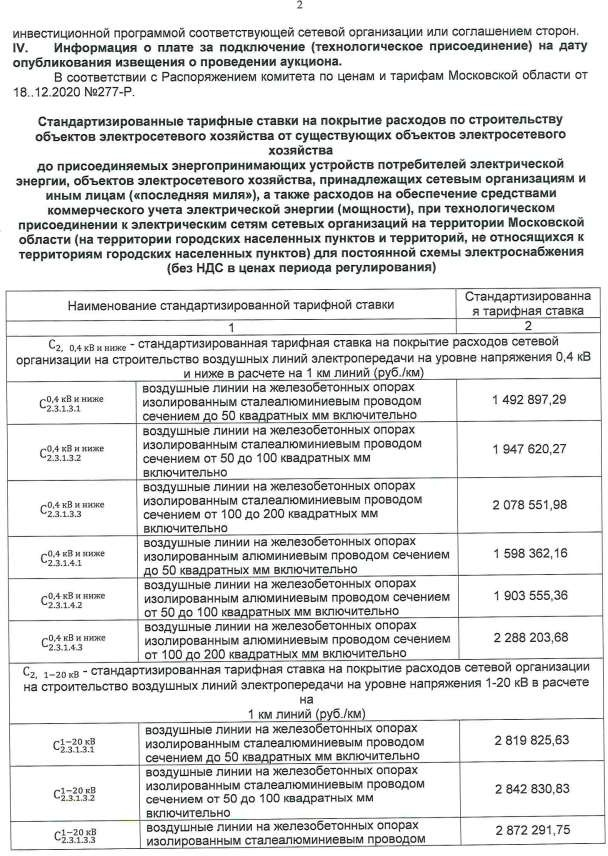 2
инвестиционной программой соответствующей сетевой организации или соглашением сторон.
IV. Информация о плате за подключение (технологическое присоединение) на дату
опубликования извещения о проведении аукциона.
В соответствии с Распоряжением комитета по ценам и тарифам Московской области от
18..12.2020 №277-Р.
Стандартизированные тарифные ставки на покрытие расходов по строительству
объектов электросетевого хозяйства от существующих объектов электросетевого
хозяйства
до присоединяемых энергопринимающих устройств потребителей электрической
энергии, объектов электросетевого хозяйства, принадлежащих сетевым организациям и
иным лицам («последняя миля»), а также расходов на обеспечение средствами
коммерческого учета электрической энергии (мощности), при технологическом
присоединении к электрическим сетям сетевых организаций на территории Московской
области (на территории городских населенных пунктов и территорий, не относящихся к
территориям городских населенных пунктов) для постоянной схемы электроснабжения
(без НДС в ценах периода регулирования)
Наименование стандартизированной тарифной ставки
Стандартизированна
я тарифная ставка
1
2
C2, 0,4 кВ и ниже - стандартизированная тарифная ставка на покрытие расходов сетевой
организации на строительство воздушных линий электропередачи на уровне напряжения 0,4 кВ
и ниже в расчете на 1 км линий (руб./км)
C 0,4 кВ и ниже 2.3.1.3.1
воздушные линии на железобетонных опорах
изолированным сталеалюминиевым проводом
сечением до 50 квадратных мм включительно
1 492 897,29
C 0,4 кВ и ниже 2.3.1.3.2
воздушные линии на железобетонных опорах
изолированным сталеалюминиевым проводом
сечением от 50 до 100 квадратных мм
включительно
1 947 620,27
C 0,4 кВ и ниже 2.3.1.3.3
воздушные линии на железобетонных опорах
изолированным сталеалюминиевым проводом
сечением от 100 до 200 квадратных мм
включительно
2 078 551,98
C 0,4 кВ и ниже 2.3.1.4.1
воздушные линии на железобетонных опорах
изолированным алюминиевым проводом сечением
до 50 квадратных мм включительно
1 598 362,16
C 0,4 кВ и ниже 2.3.1.4.2
воздушные линии на железобетонных опорах
изолированным алюминиевым проводом сечением
от 50 до 100 квадратных мм включительно
1 903 555,36
C 0,4 кВ и ниже 2.3.1.4.3
воздушные линии на железобетонных опорах
изолированным алюминиевым проводом сечением
от 100 до 200 квадратных мм включительно
2 288 203,68
C2, 1−20 кВ - стандартизированная тарифная ставка на покрытие расходов сетевой организации
на строительство воздушных линий электропередачи на уровне напряжения 1-20 кВ в расчете
на
1 км линий (руб./км)
C 1−20 кВ 2.3.1.3.1
воздушные линии на железобетонных опорах
изолированным сталеалюминиевым проводом
сечением до 50 квадратных мм включительно
2 819 825,63
C 1−20 кВ 2.3.1.3.2
воздушные линии на железобетонных опорах
изолированным сталеалюминиевым проводом
сечением от 50 до 100 квадратных мм
включительно
2 842 830,83
C 1−20 кВ 2.3.1.3.3
воздушные линии на железобетонных опорах
изолированным сталеалюминиевым проводом
2 872 291,75